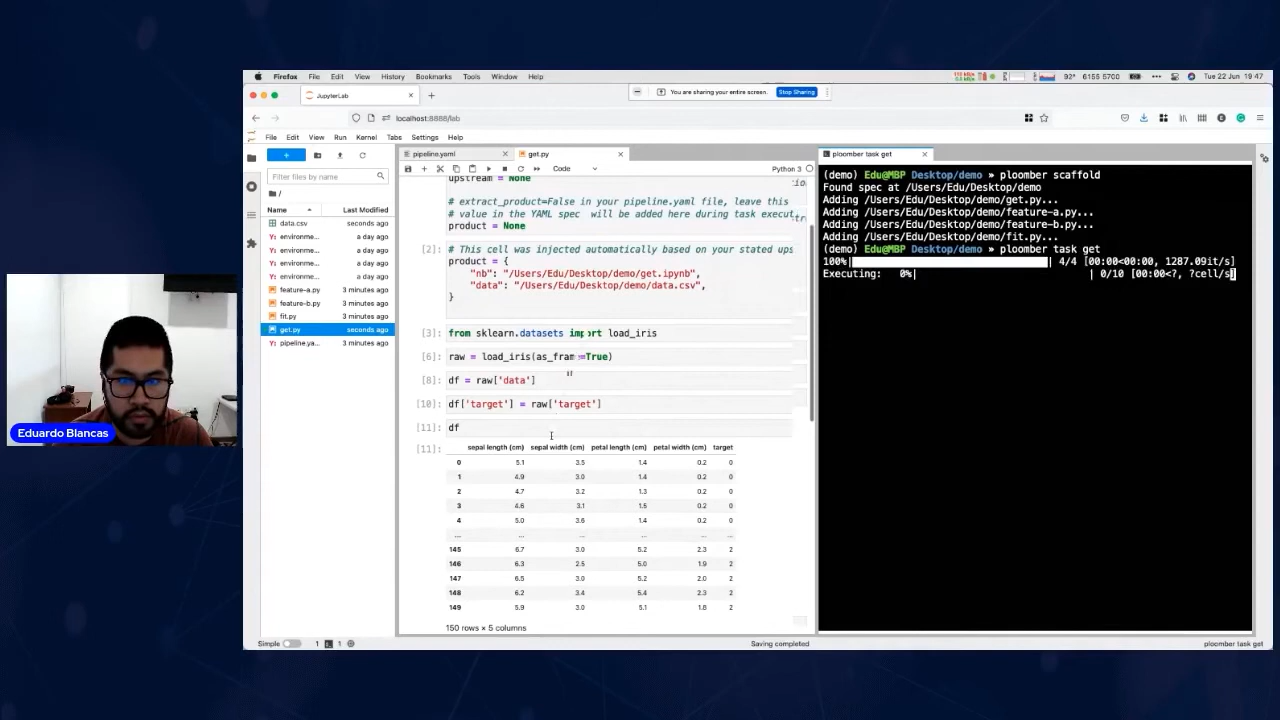 Firefox File Edit View History Bookmarks Tools Window Help
92° 6155 5700 Tue 22 Jun 19:47
JupyterLab
You are sharing your entire screen. Stop Sharing
localhost:8888/lab
File Edit View Run Kernel Tabs Settings Help
pipeline.yaml
get.py
ploomber task get
Code
Python 3
Filter files by name
/
Name Last Modified
data.csv seconds ago
environme... a day ago
environme... a day ago
environme... a day ago
environme... a day ago
feature-a.py 3 minutes ago
feature-b.py 3 minutes ago
fit.py 3 minutes ago
get.py seconds ago
pipeline.ya... 3 minutes ago
upstream = None
# extract_product=False in your pipeline.yaml file, leave this
# value in the YAML spec will be added here during task execut
product = None
[2]: # This cell was injected automatically based on your stated ups
product = {
"nb": "/Users/Edu/Desktop/demo/get.ipynb",
"data": "/Users/Edu/Desktop/demo/data.csv",
}
[3]: from sklearn.datasets import load_iris
[6]: raw = load_iris(as_frame=True)
[8]: df = raw['data']
[10]: df['target'] = raw['target']
[11]: df
[11]: sepal length (cm) sepal width (cm) petal length (cm) petal width (cm) target
0 5.1 3.5 1.4 0.2 0
1 4.9 3.0 1.4 0.2 0
2 4.7 3.2 1.3 0.2 0
3 4.6 3.1 1.5 0.2 0
4 5.0 3.6 1.4 0.2 0
... ... ... ... ... ...
145 6.7 3.0 5.2 2.3 2
146 6.3 2.5 5.0 1.9 2
147 6.5 3.0 5.2 2.0 2
148 6.2 3.4 5.4 2.3 2
149 5.9 3.0 5.1 1.8 2
150 rows × 5 columns
(demo) Edu@MBP Desktop/demo » ploomber scaffold
Found spec at /Users/Edu/Desktop/demo
Adding /Users/Edu/Desktop/demo/get.py...
Adding /Users/Edu/Desktop/demo/feature-a.py...
Adding /Users/Edu/Desktop/demo/feature-b.py...
Adding /Users/Edu/Desktop/demo/fit.py...
(demo) Edu@MBP Desktop/demo » ploomber task get
100%| | 4/4 [00:00<00:00, 1287.09it/s]
Executing: 0%| | 0/10 [00:00<?, ?cell/s]
Simple 1 1
Saving completed
ploomber task get
Eduardo Blancas